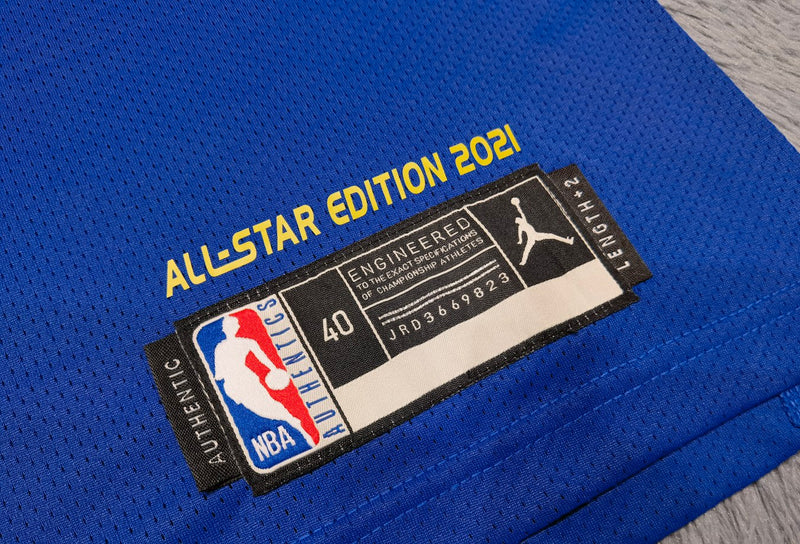 ALL-STAR EDITION 2021
AUTHENTIC
NBA
AUTHENTICS
40
ENGINEERED
TO THE EXACT SPECIFICATIONS
OF CHAMPIONSHIP ATHLETES
JRD3669823
LENGTH+2